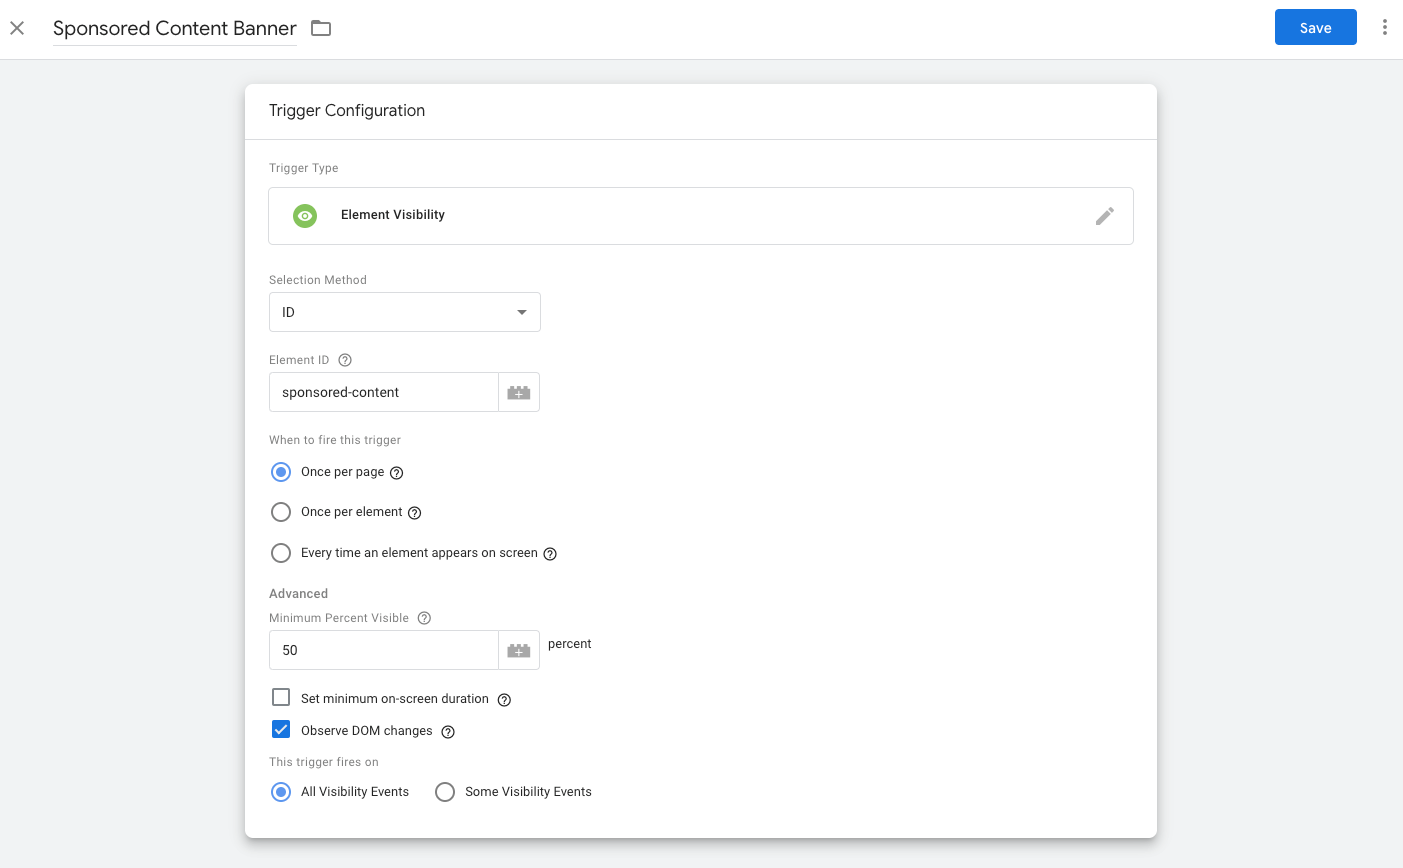 Sponsored Content Banner
Save
Trigger Configuration
Trigger Type
Element Visibility
Selection Method
ID
Element ID
sponsored-content
When to fire this trigger
Once per page
Once per element
Every time an element appears on screen
Advanced
Minimum Percent Visible
50 percent
Set minimum on-screen duration
Observe DOM changes
This trigger fires on
All Visibility Events Some Visibility Events